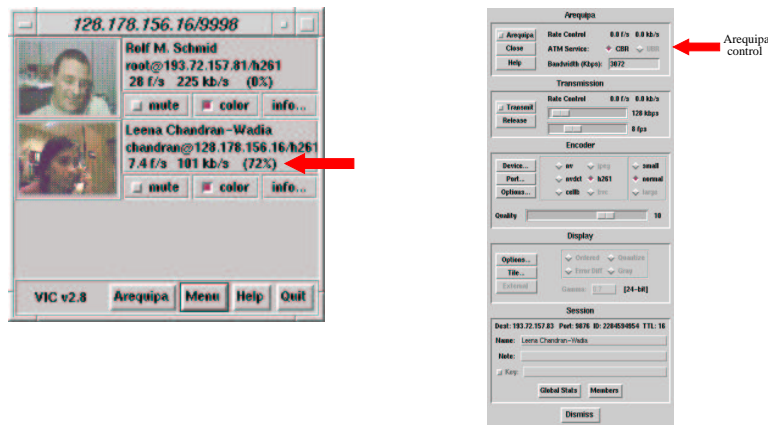 128.178.156.16/9998
Rolf M. Schmid
root@193.72.157.81/h261
28 f/s 225 kb/s (0%)
mute color info...
Leena Chandran-Wadia
chandran@128.178.156.16/h261
7.4 f/s 101 kb/s (72%)
mute color info...
VIC v2.8 Arequipa Menu Help Quit
Arequipa
Arequipa Rate Control 0.0 f/s 0.0 kb/s
Close ATM Service: CBR UBR
Help Bandwidth (Kbps): 3072
Arequipa
control
Transmission
Rate Control 0.0 f/s 0.0 kb/s
Transmit 128 kbps
Release 8 fps
Encoder
Device... nv jpeg small
Port... nvdct h261 normal
Options... cellb bvc large
Quality 10
Display
Options... Ordered Quantize
Tile... Error Diff Gray
External Gamma: [24-bit]
Session
Dest: 193.72.157.83 Port: 9876 ID: 2284594954 TTL: 16
Name: Leena Chandran-Wadia
Note:
Key:
Global Stats Members
Dismiss